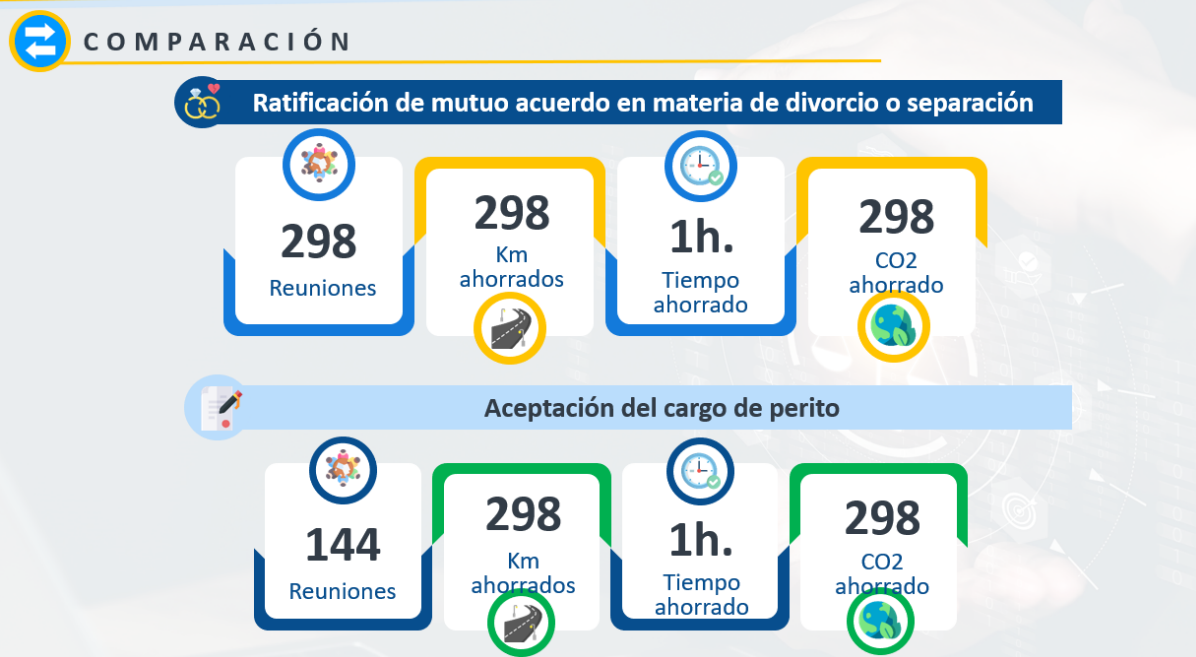 COMPARACIÓN
Ratificación de mutuo acuerdo en materia de divorcio o separación
298
Reuniones
298
Km
ahorrados
1h.
Tiempo
ahorrado
298
CO2
ahorrado
Aceptación del cargo de perito
144
Reuniones
298
Km
ahorrados
1h.
Tiempo
ahorrado
298
CO2
ahorrado